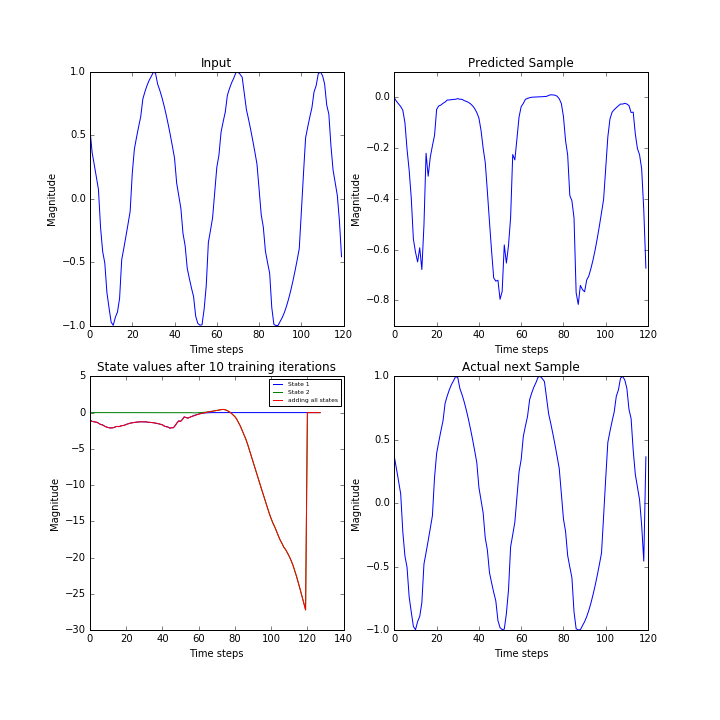 Input
Magnitude
1.0
0.5
0.0
−0.5
−1.0
0 20 40 60 80 100 120
Time steps
Predicted Sample
Magnitude
0.0
−0.2
−0.4
−0.6
−0.8
0 20 40 60 80 100 120
Time steps
State values after 10 training iterations
Magnitude
5
0
−5
−10
−15
−20
−25
−30
State 1
State 2
adding all states
0 20 40 60 80 100 120 140
Time steps
Actual next Sample
Magnitude
1.0
0.5
0.0
−0.5
−1.0
0 20 40 60 80 100 120
Time steps